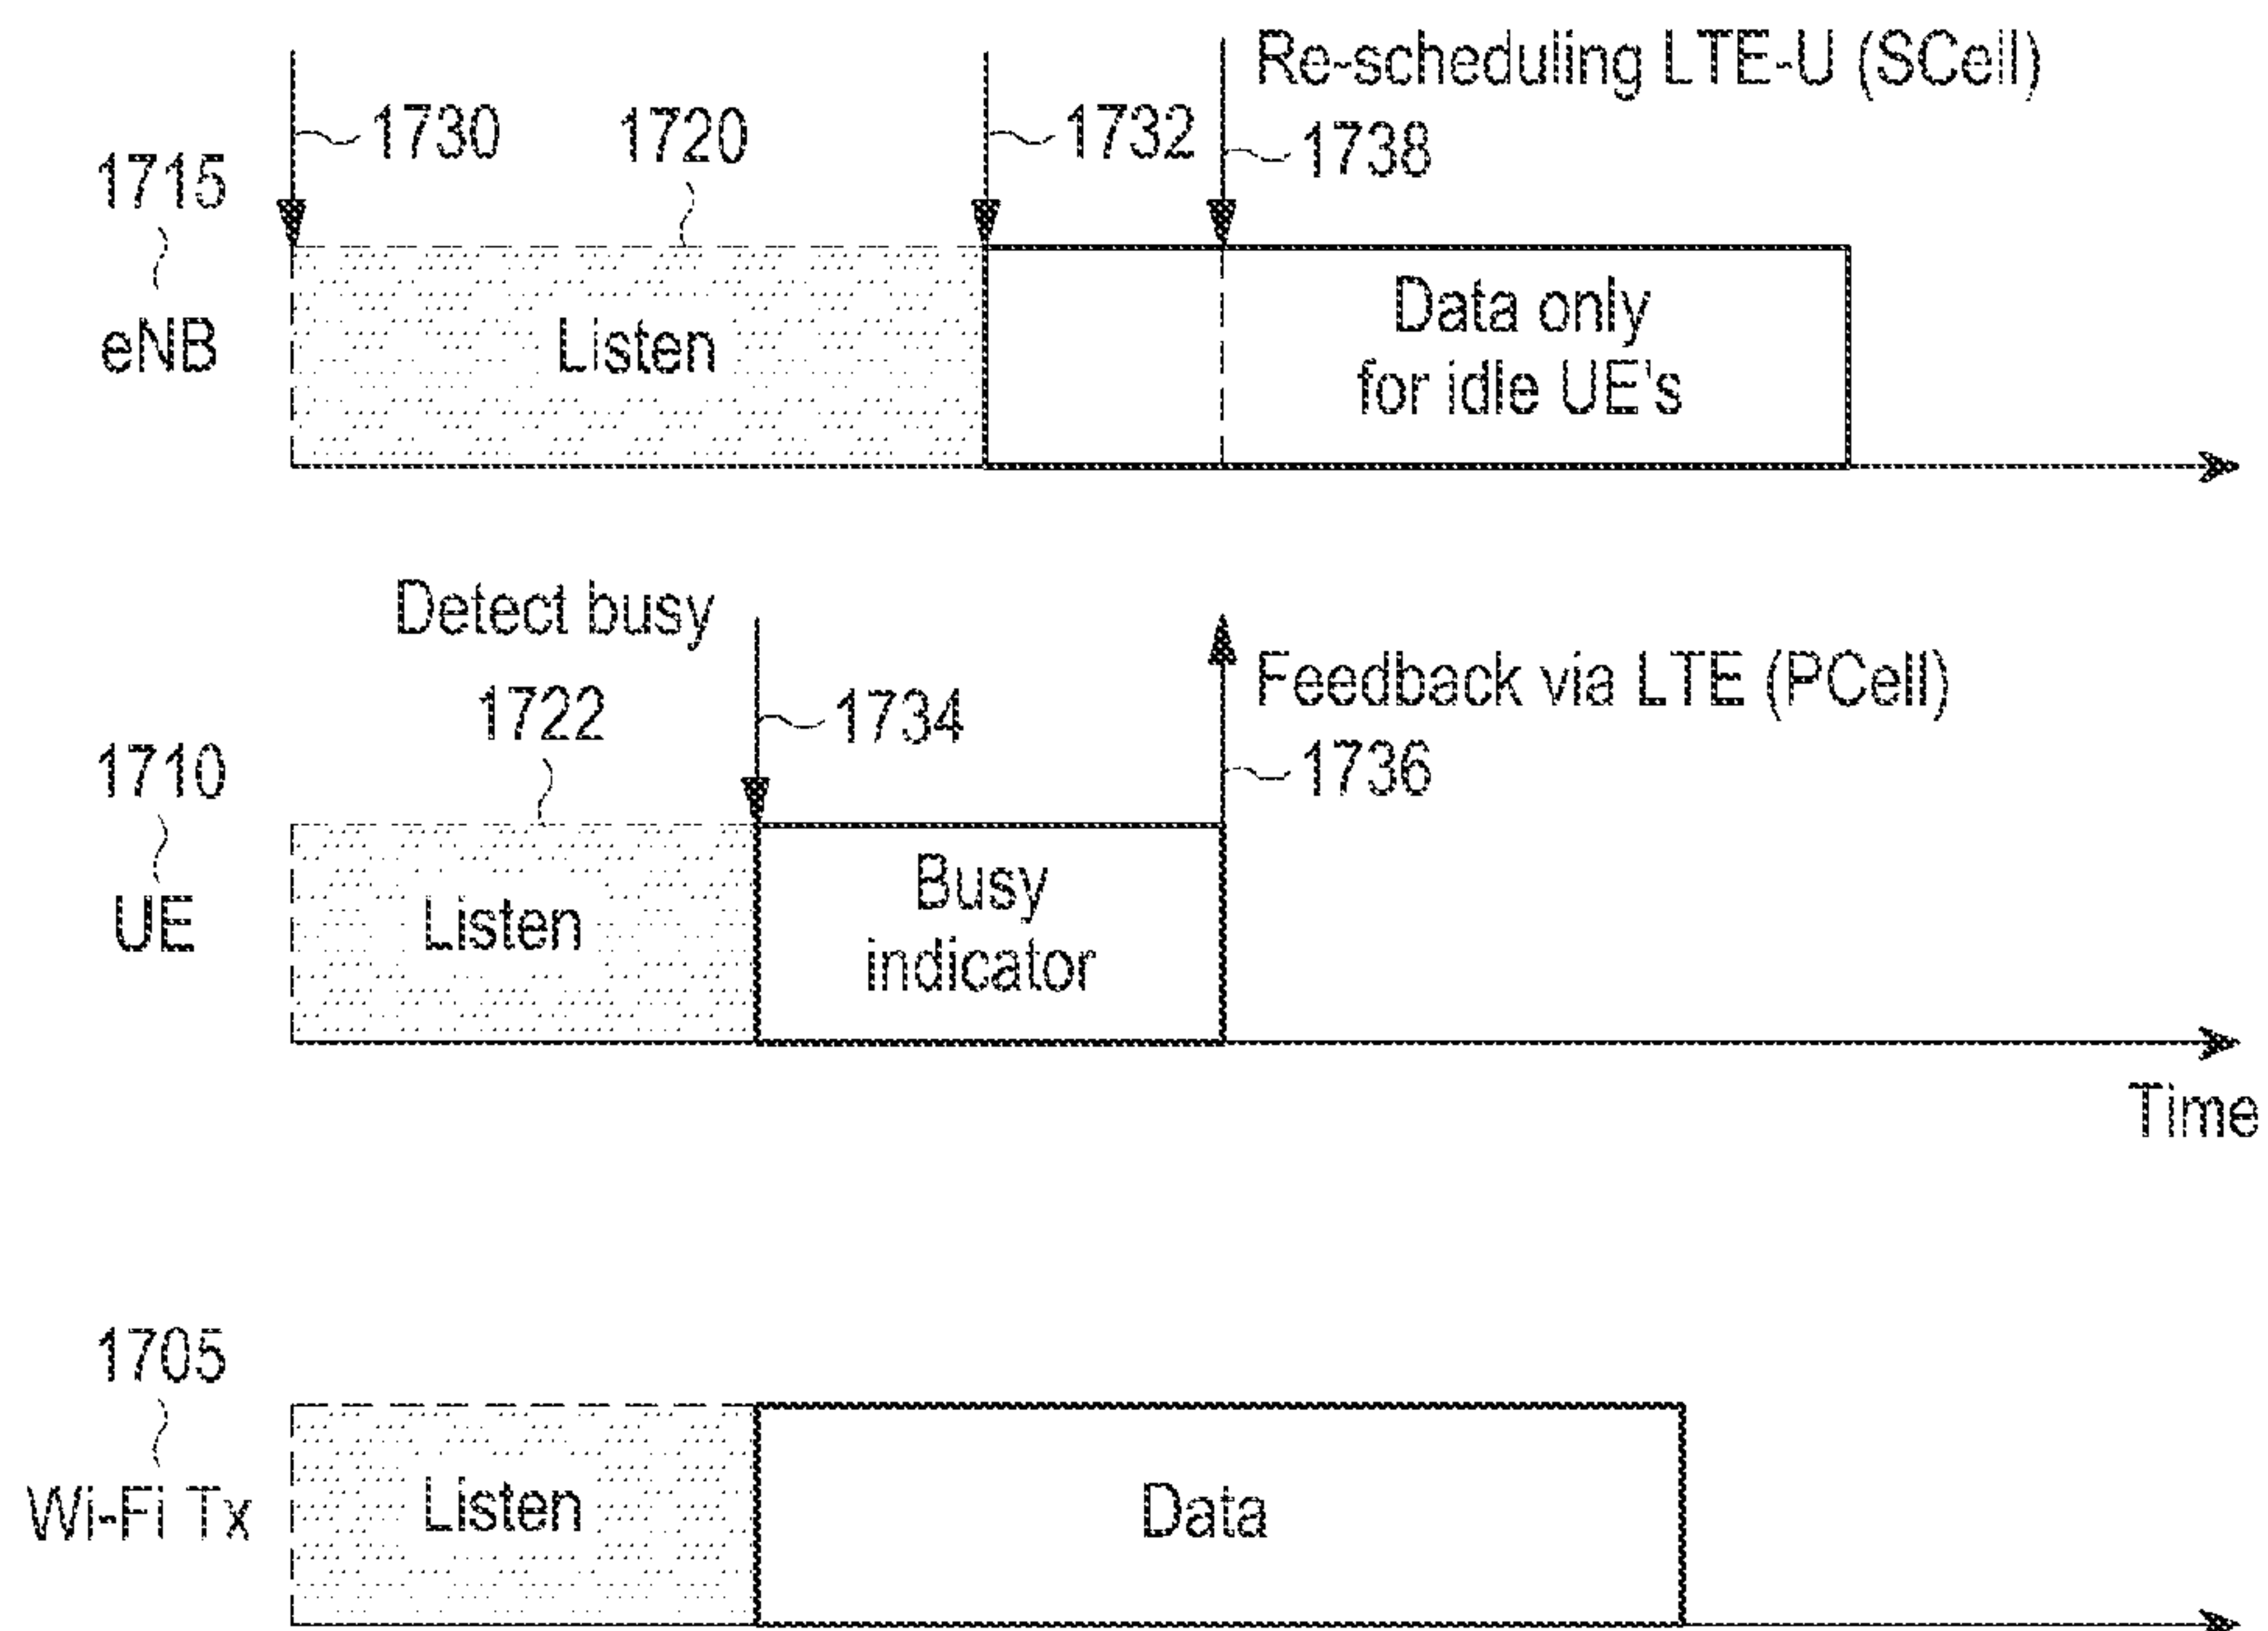 Re-scheduling LTE-U (SCell)
1730
1720
1732
1738
1715
eNB
Listen
Data only
for idle UE's
Detect busy
Feedback via LTE (PCell)
1722
1734
1736
1710
UE
Listen
Busy
indicator
Time
1705
Wi-Fi Tx
Listen
Data